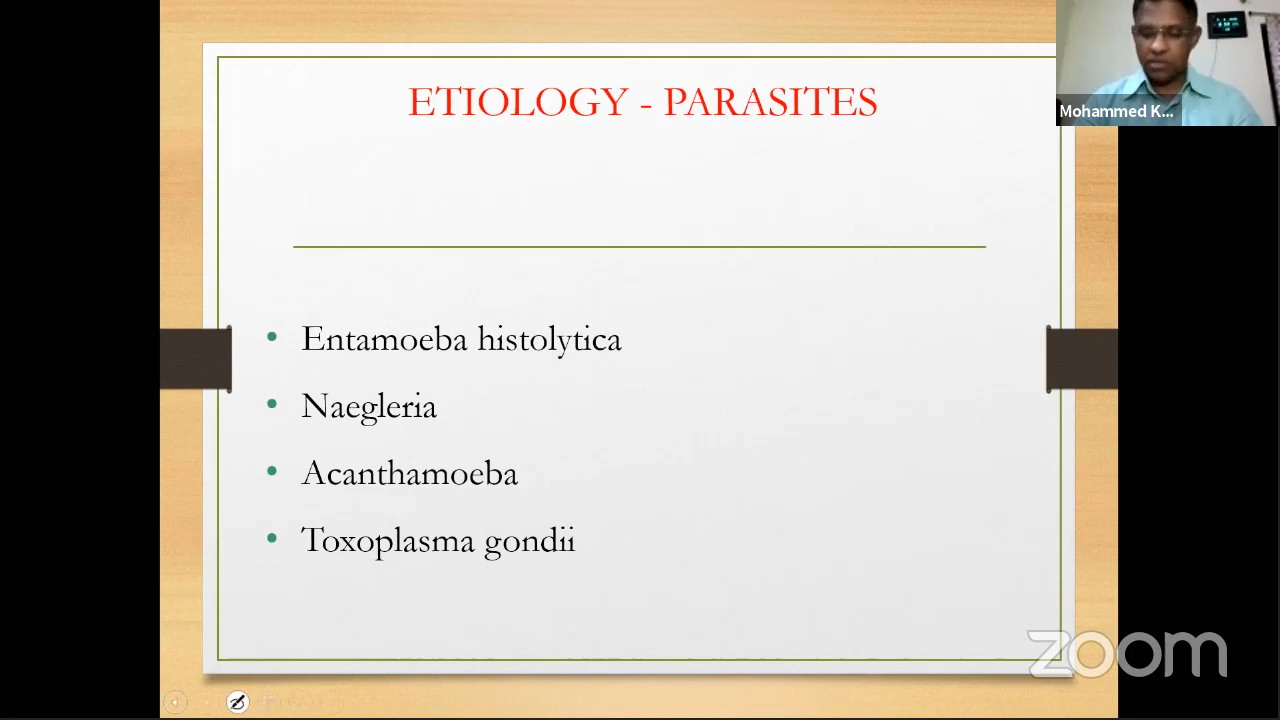 ETIOLOGY - PARASITES
Mohammed K...
• Entamoeba histolytica
• Naegleria
• Acanthamoeba
• Toxoplasma gondii
zoom